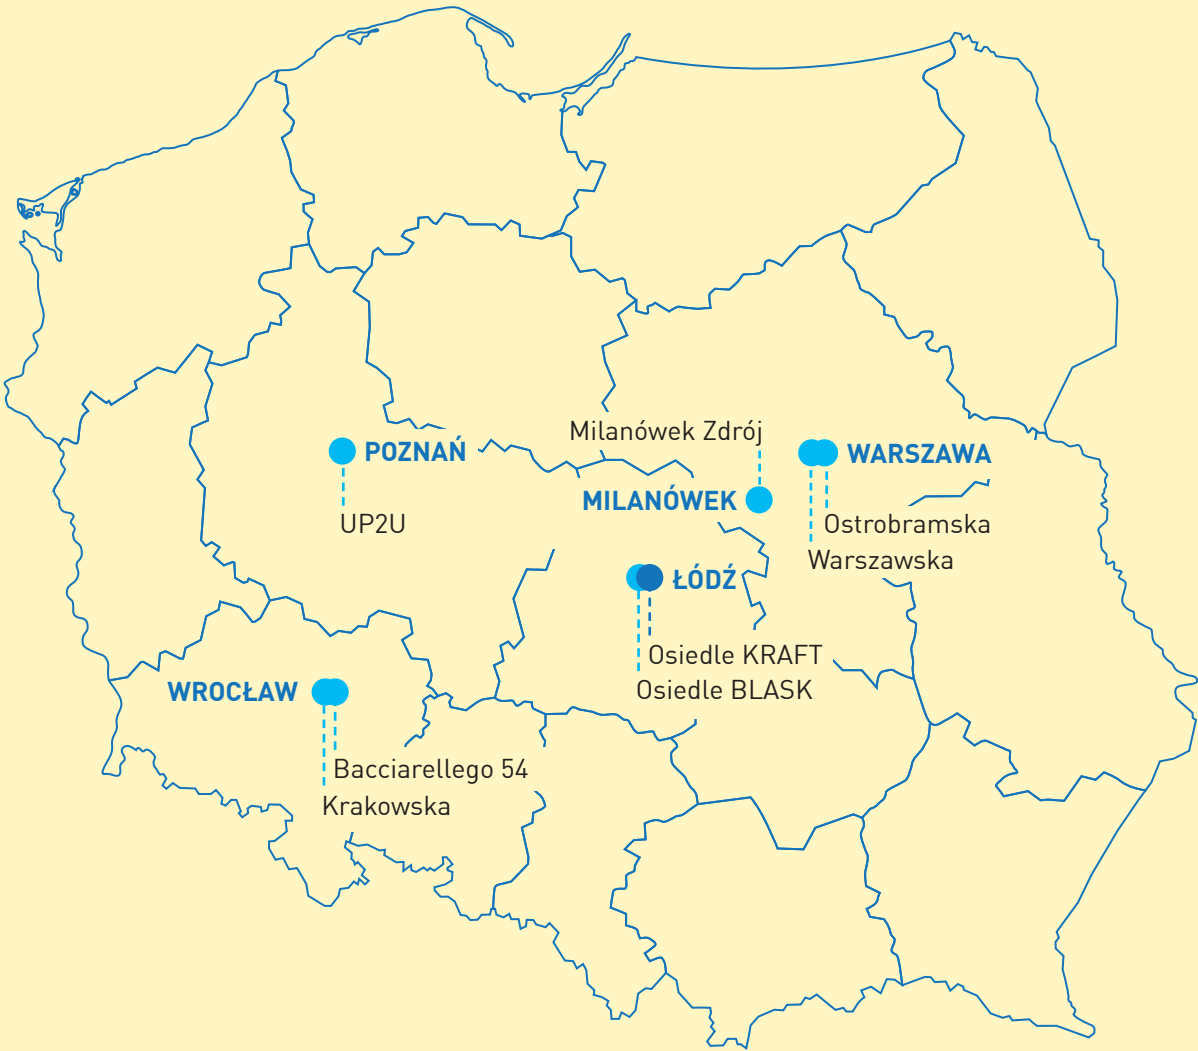 Milanówek Zdrój
POZNAŃ
WARSZAWA
MILANÓWEK
UP2U
Ostrobramska
Warszawska
ŁÓDŹ
Osiedle KRAFT
Osiedle BLASK
WROCŁAW
Bacciarellego 54
Krakowska